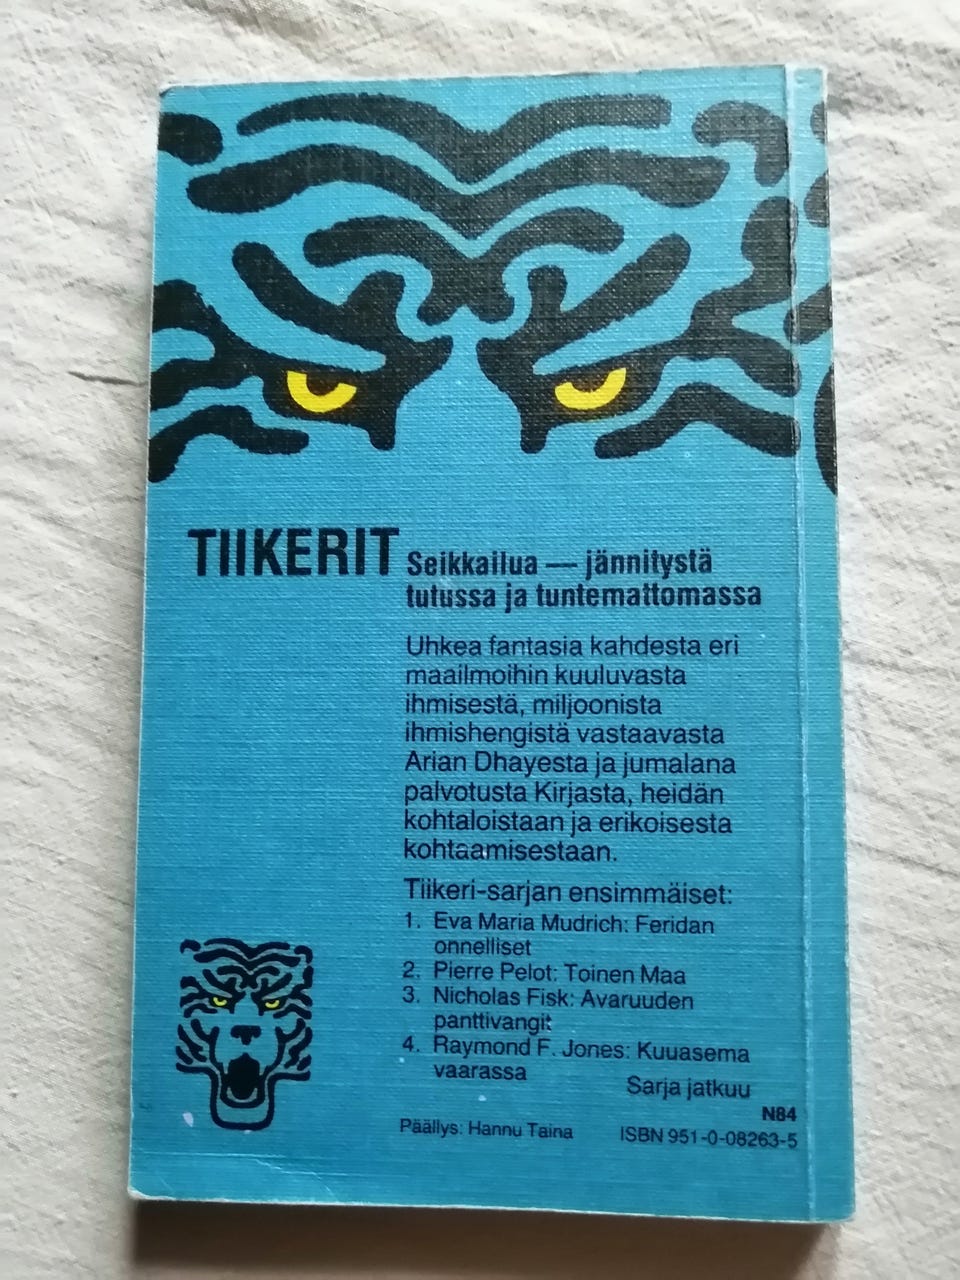 TIIKERIT Seikkailua — jännitystä
tutussa ja tuntemattomassa
Uhkea fantasia kahdesta eri
maailmoihin kuuluvasta
ihmisestä, miljoonista
ihmishengistä vastaavasta
Arian Dhayesta ja jumalana
palvotusta Kirjasta, heidän
kohtaloistaan ja erikoisesta
kohtaamisestaan.
Tiikeri-sarjan ensimmäiset:
1. Eva Maria Mudrich: Feridan
onnelliset
2. Pierre Pelot: Toinen Maa
3. Nicholas Fisk: Avaruuden
panttivangit
4. Raymond F. Jones: Kuuasema
vaarassa
Sarja jatkuu
N84
Päällys: Hannu Taina ISBN 951-0-08263-5